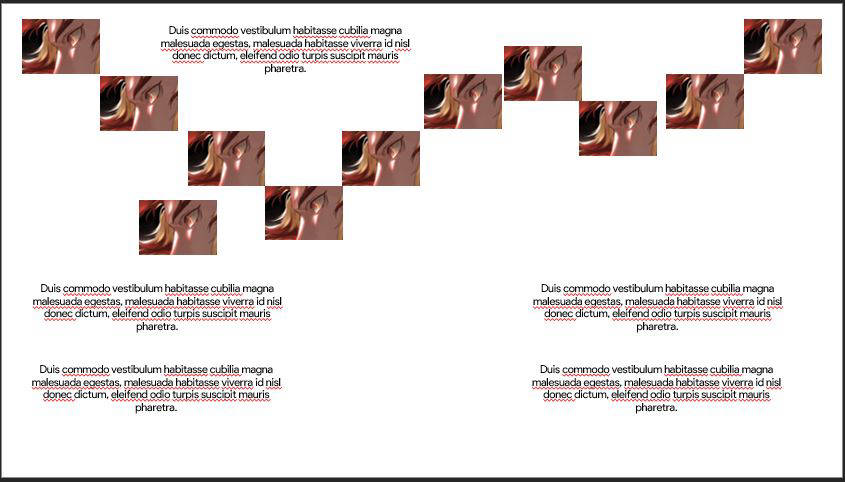 Duis commodo vestibulum habitasse cubilia magna
malesuada egestas, malesuada habitasse viverra id nisl
donec dictum, eleifend odio turpis suscipit mauris
pharetra.
Duis commodo vestibulum habitasse cubilia magna
malesuada egestas, malesuada habitasse viverra id nisl
donec dictum, eleifend odio turpis suscipit mauris
pharetra.
Duis commodo vestibulum habitasse cubilia magna
malesuada egestas, malesuada habitasse viverra id nisl
donec dictum, eleifend odio turpis suscipit mauris
pharetra.
Duis commodo vestibulum habitasse cubilia magna
malesuada egestas, malesuada habitasse viverra id nisl
donec dictum, eleifend odio turpis suscipit mauris
pharetra.
Duis commodo vestibulum habitasse cubilia magna
malesuada egestas, malesuada habitasse viverra id nisl
donec dictum, eleifend odio turpis suscipit mauris
pharetra.